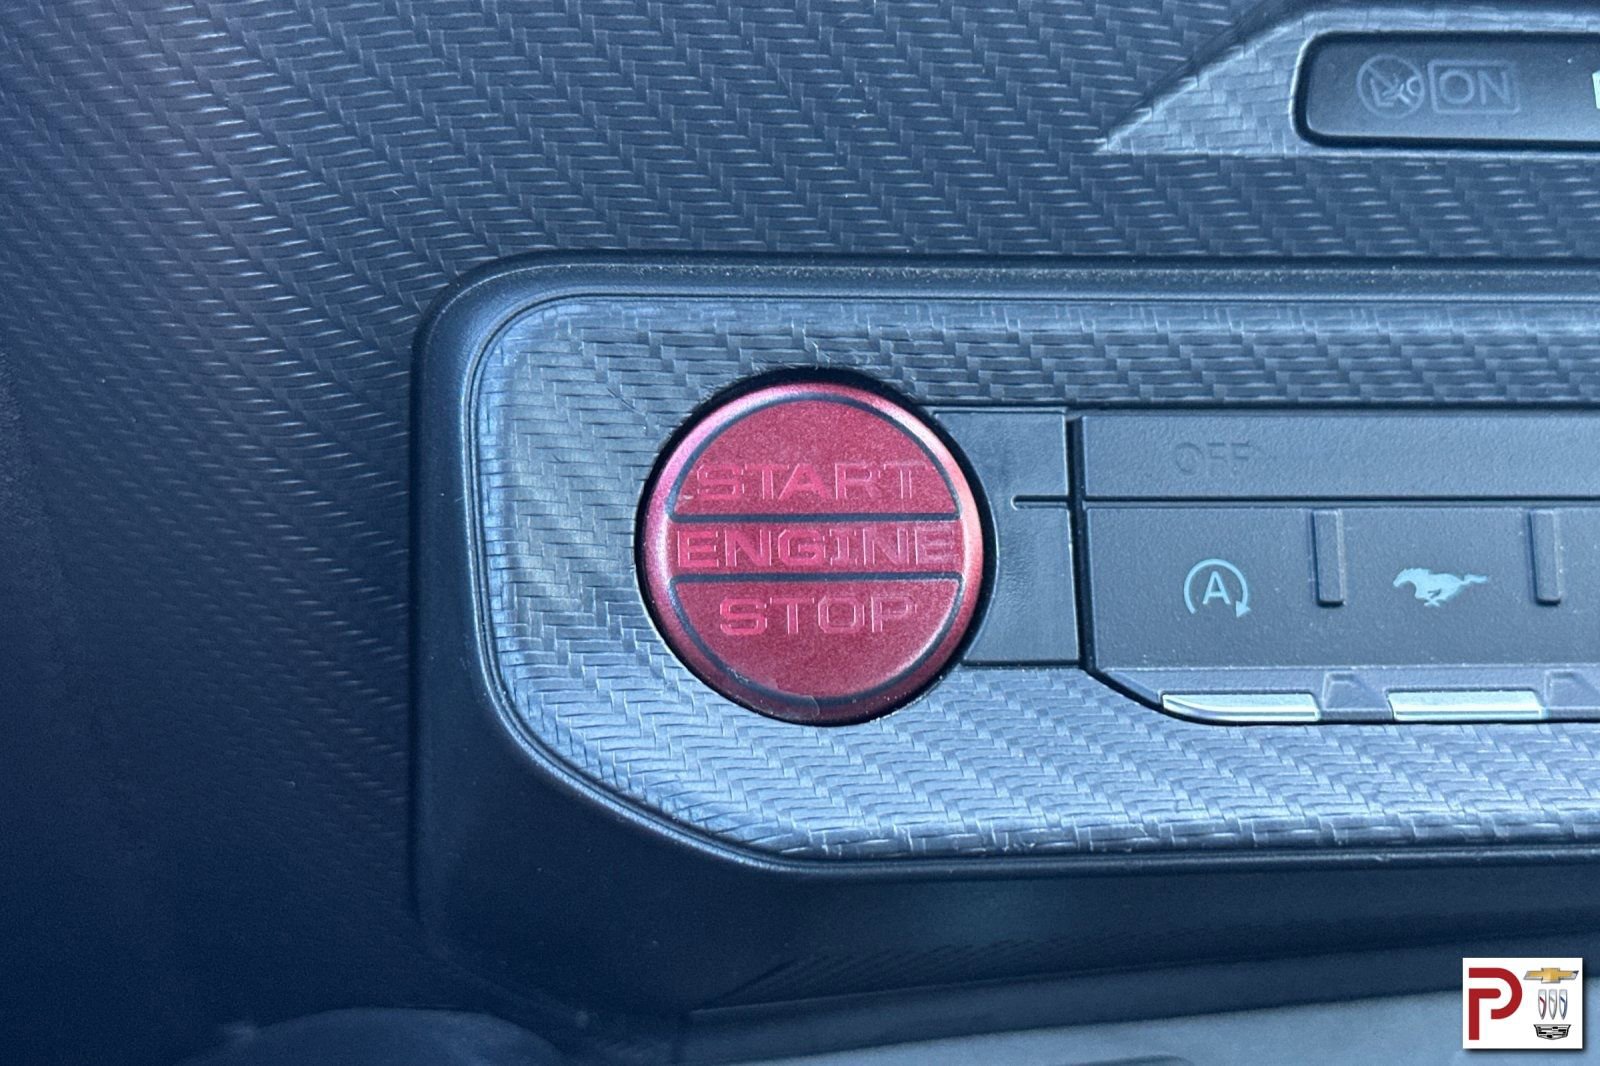 ON
START
ENGINE
STOP
OFF
A
P